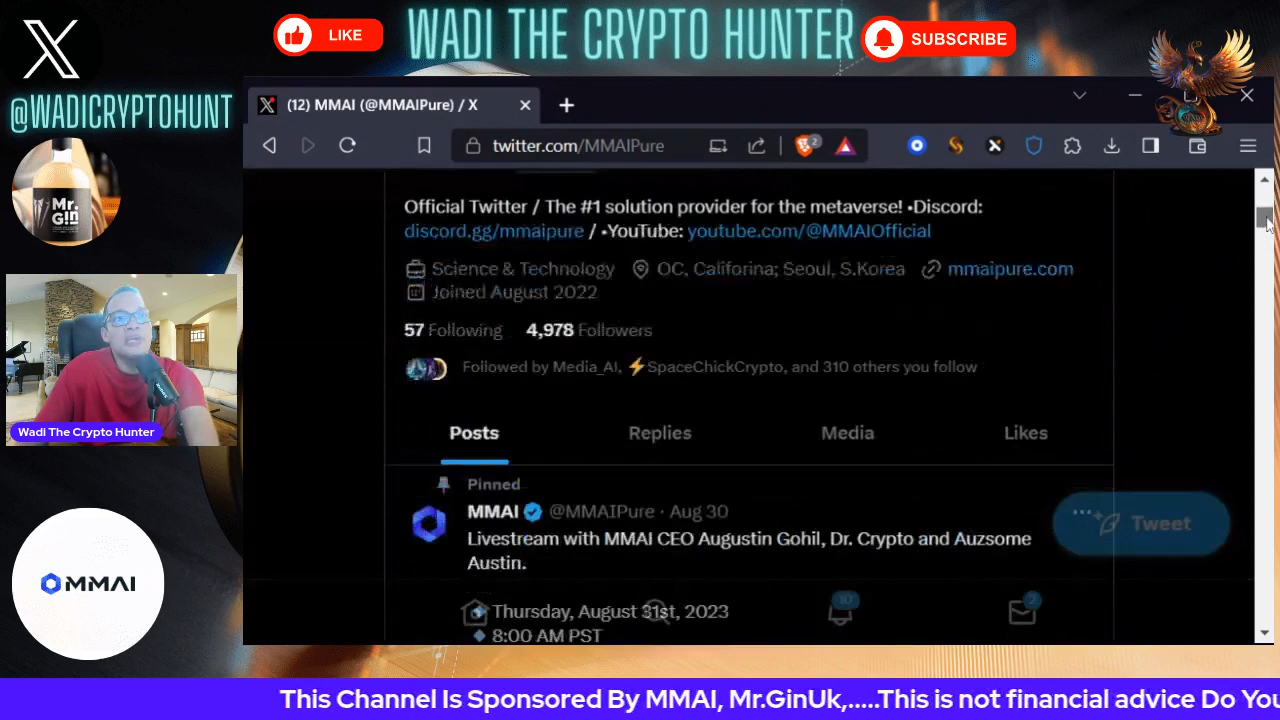 WADI THE CRYPTO HUNTER
LIKE
SUBSCRIBE
@WADICRYPTOHUNT
Mr.
Gin
Wadi The Crypto Hunter
MMAI
(12) MMAI (@MMAIPure) / X
twitter.com/MMAIPure
2
Official Twitter / The #1 solution provider for the metaverse! •Discord:
discord.gg/mmaipure / •YouTube: youtube.com/@MMAIOfficial
Science & Technology OC, Califorina; Seoul, S.Korea mmaipure.com
Joined August 2022
57 Following 4,978 Followers
Followed by Media_AI, ⚡SpaceChickCrypto, and 310 others you follow
Posts Replies Media Likes
Pinned
MMAI @MMAIPure · Aug 30
Livestream with MMAI CEO Augustin Gohil, Dr. Crypto and Auzsome
Austin.
Tweet
Thursday, August 31st, 2023
10
2
8:00 AM PST
This Channel Is Sponsored By MMAI, Mr.GinUk,.....This is not financial advice Do You